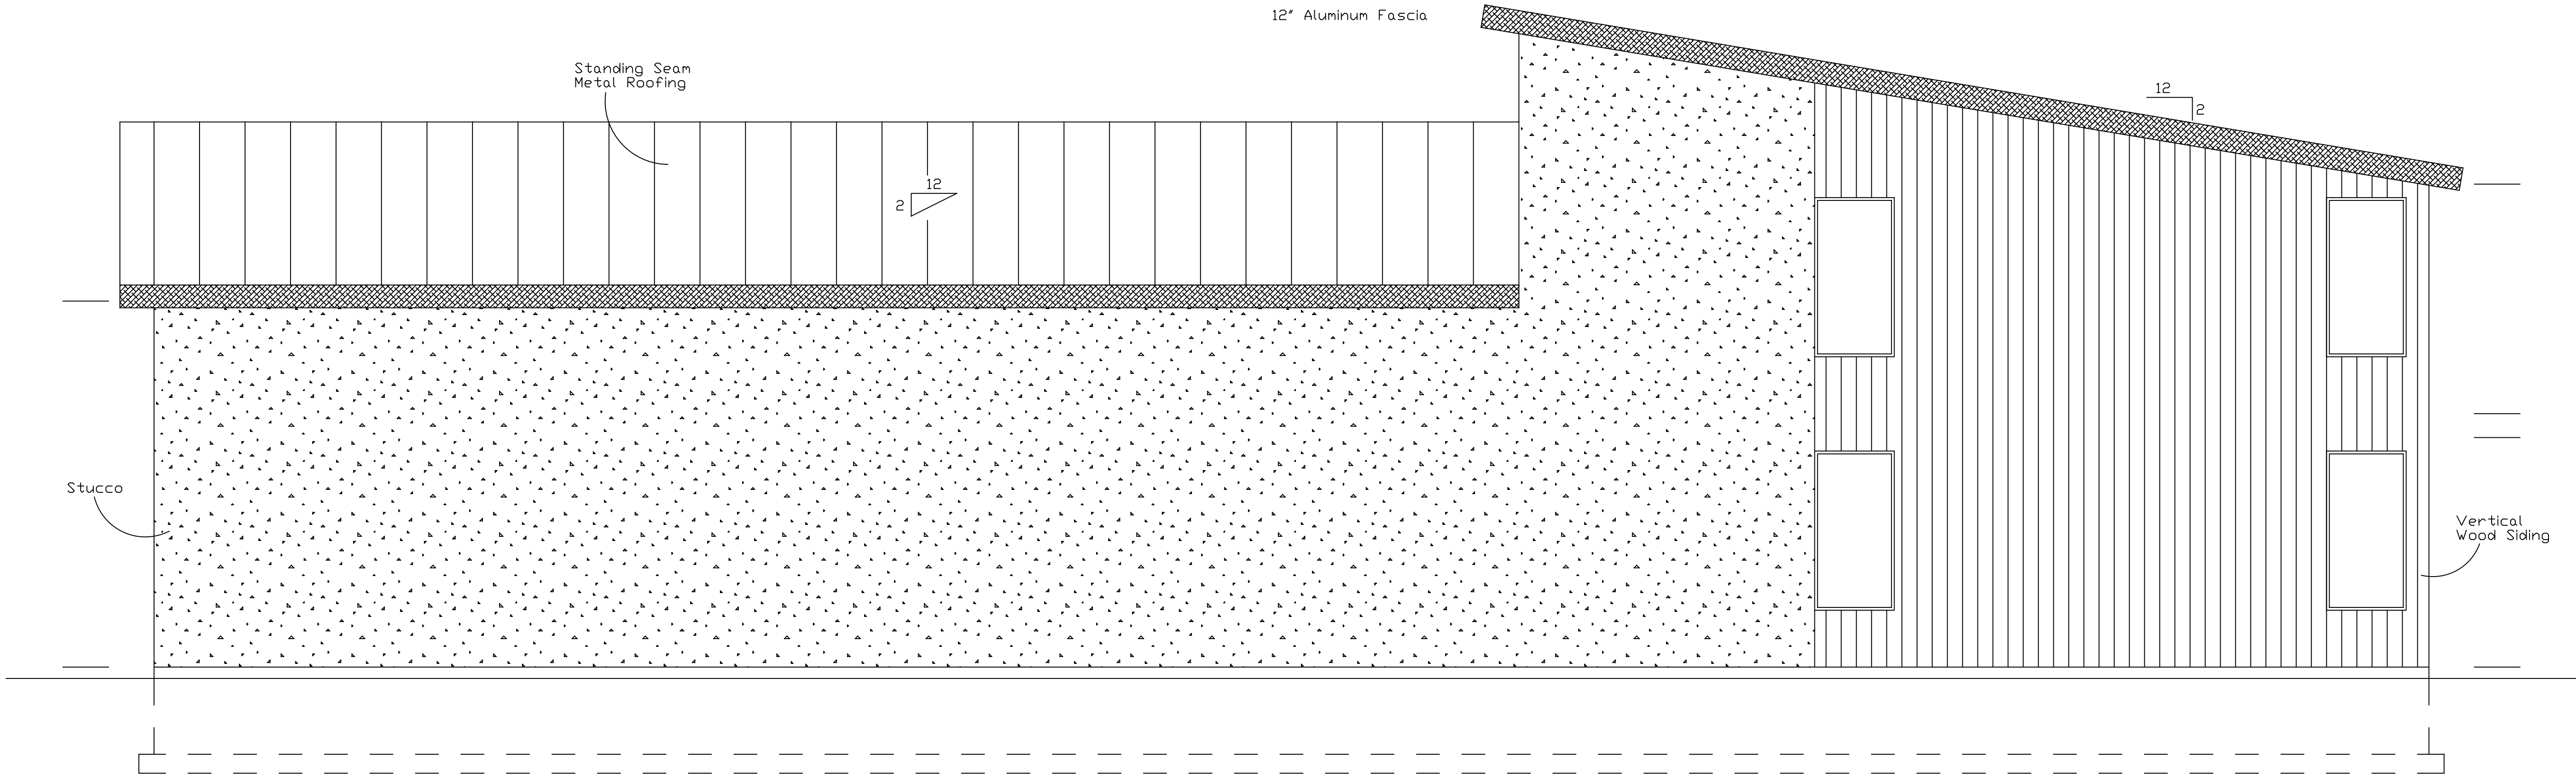 12" Aluminum Fascia
Standing Seam
Metal Roofing
12
2
12
2
Stucco
Vertical
Wood Siding